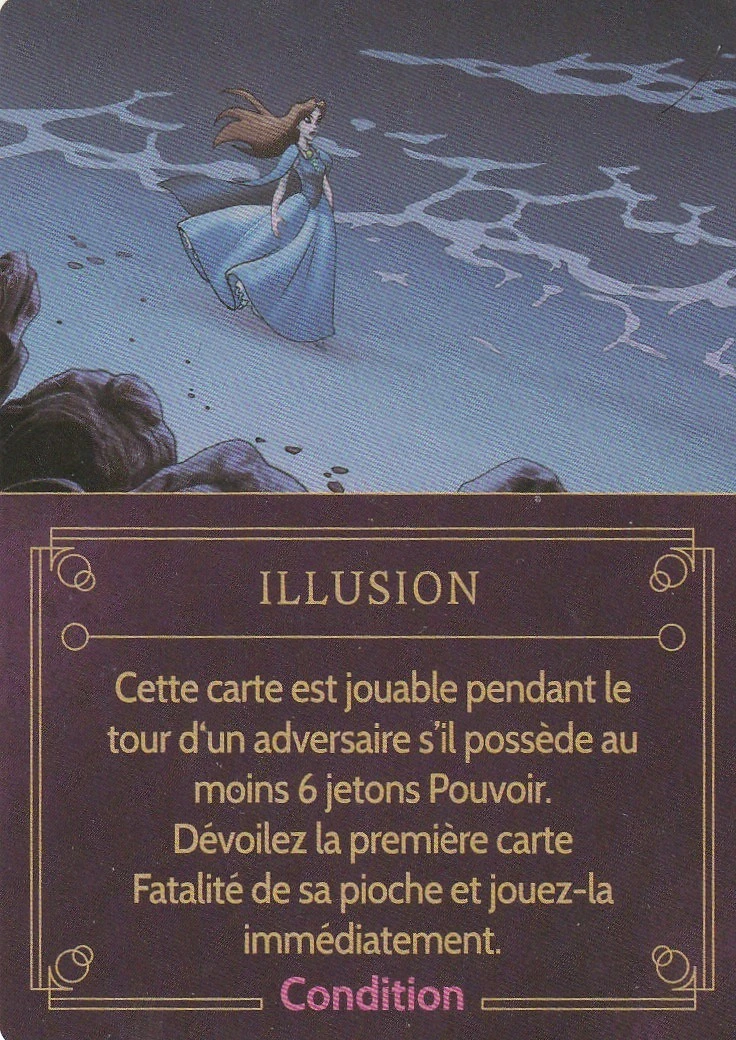 ILLUSION
Cette carte est jouable pendant le
tour d‘un adversaire s’il possède au
moins 6 jetons Pouvoir.
Dévoilez la première carte
Fatalité de sa pioche et jouez-la
immédiatement.
Condition